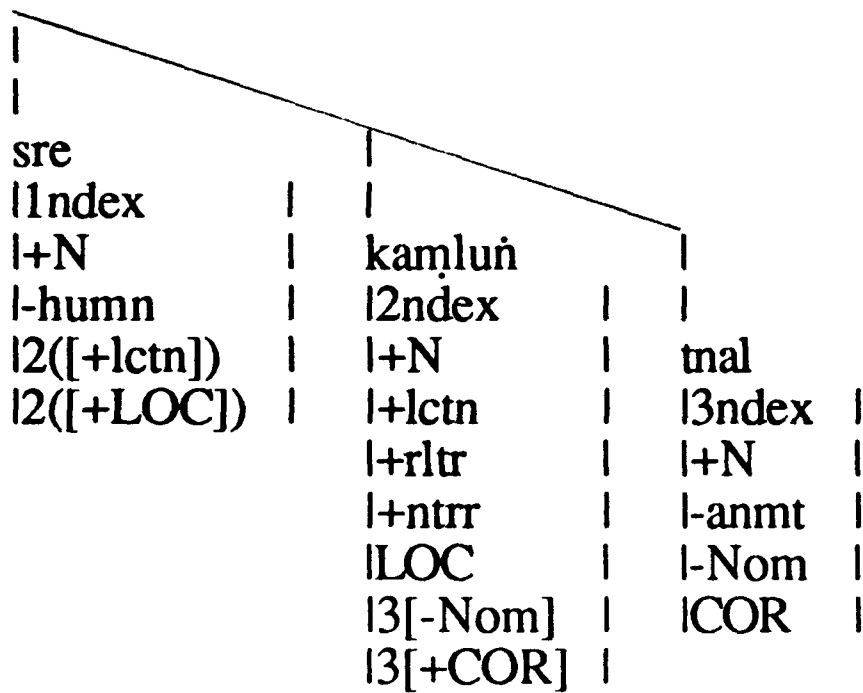 sre
|1ndex |
|+N |
|-humn |
|2([+lctn]) |
|2([+LOC]) |
kaṃluṅ
|2ndex |
|+N |
|+lctn |
|+rltr |
|+ntrr |
|LOC |
|3[-Nom] |
|3[+COR] |
tnal
|3ndex |
|+N |
|-anmt |
|-Nom |
|COR |